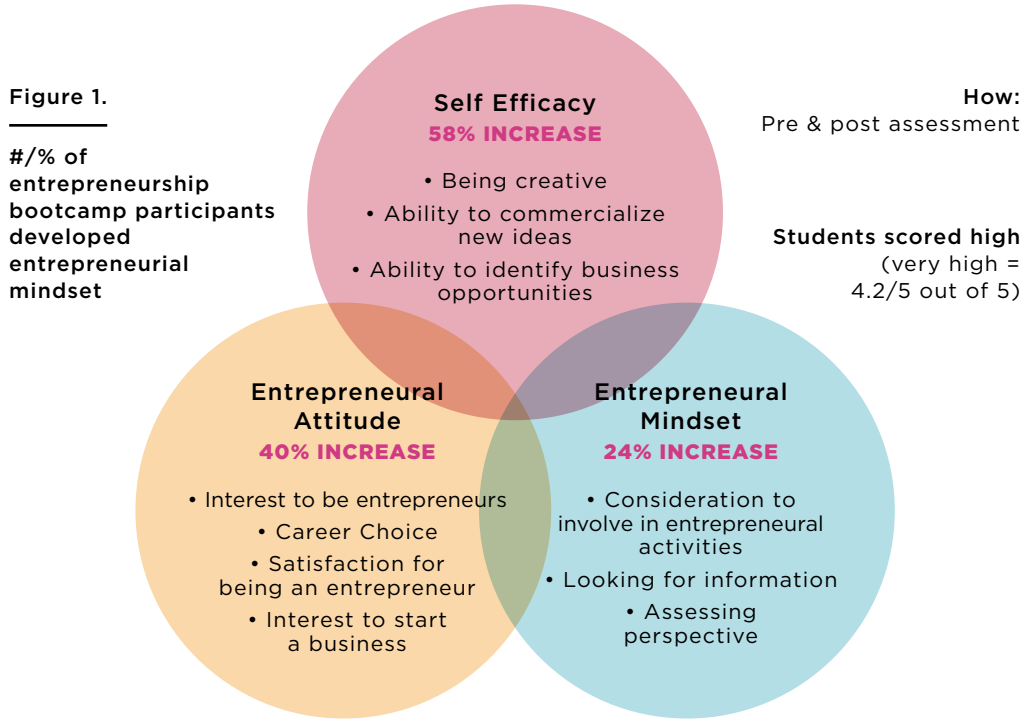 Figure 1.
#/% of
entrepreneurship
bootcamp participants
developed
entrepreneurial
mindset
Self Efficacy
58% INCREASE
• Being creative
• Ability to commercialize
new ideas
• Ability to identify business
opportunities
How:
Pre & post assessment
Students scored high
(very high =
4.2/5 out of 5)
Entrepreneural
Attitude
40% INCREASE
• Interest to be entrepreneurs
• Career Choice
• Satisfaction for
being an entrepreneur
• Interest to start
a business
Entrepreneural
Mindset
24% INCREASE
• Consideration to
involve in entrepreneural
activities
• Looking for information
• Assessing
perspective